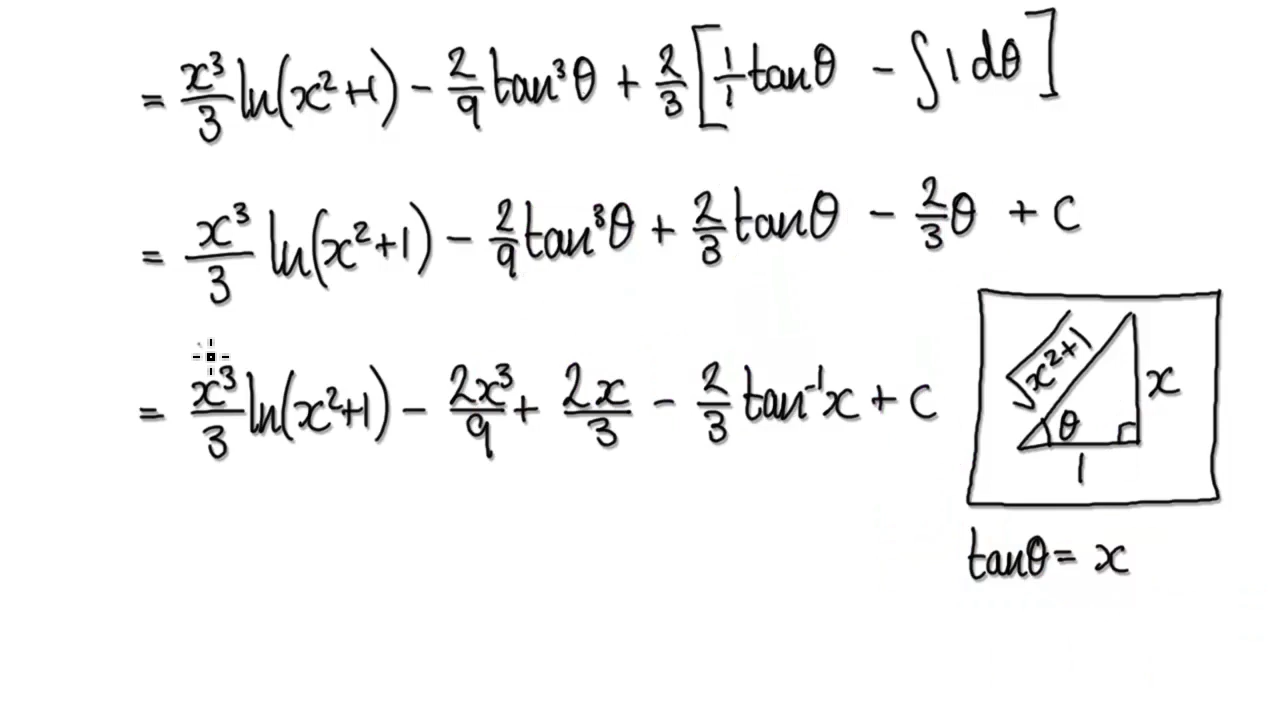 = x³/3 ln(x²+1) - 2/9 tan³θ + 2/3 [1/1 tanθ - ∫1 dθ]
= x³/3 ln(x²+1) - 2/9 tan³θ + 2/3 tanθ - 2/3 θ + c
= x³/3 ln(x²+1) - 2x³/9 + 2x/3 - 2/3 tan⁻¹x + c
√x²+1
x
θ
1
tanθ = x